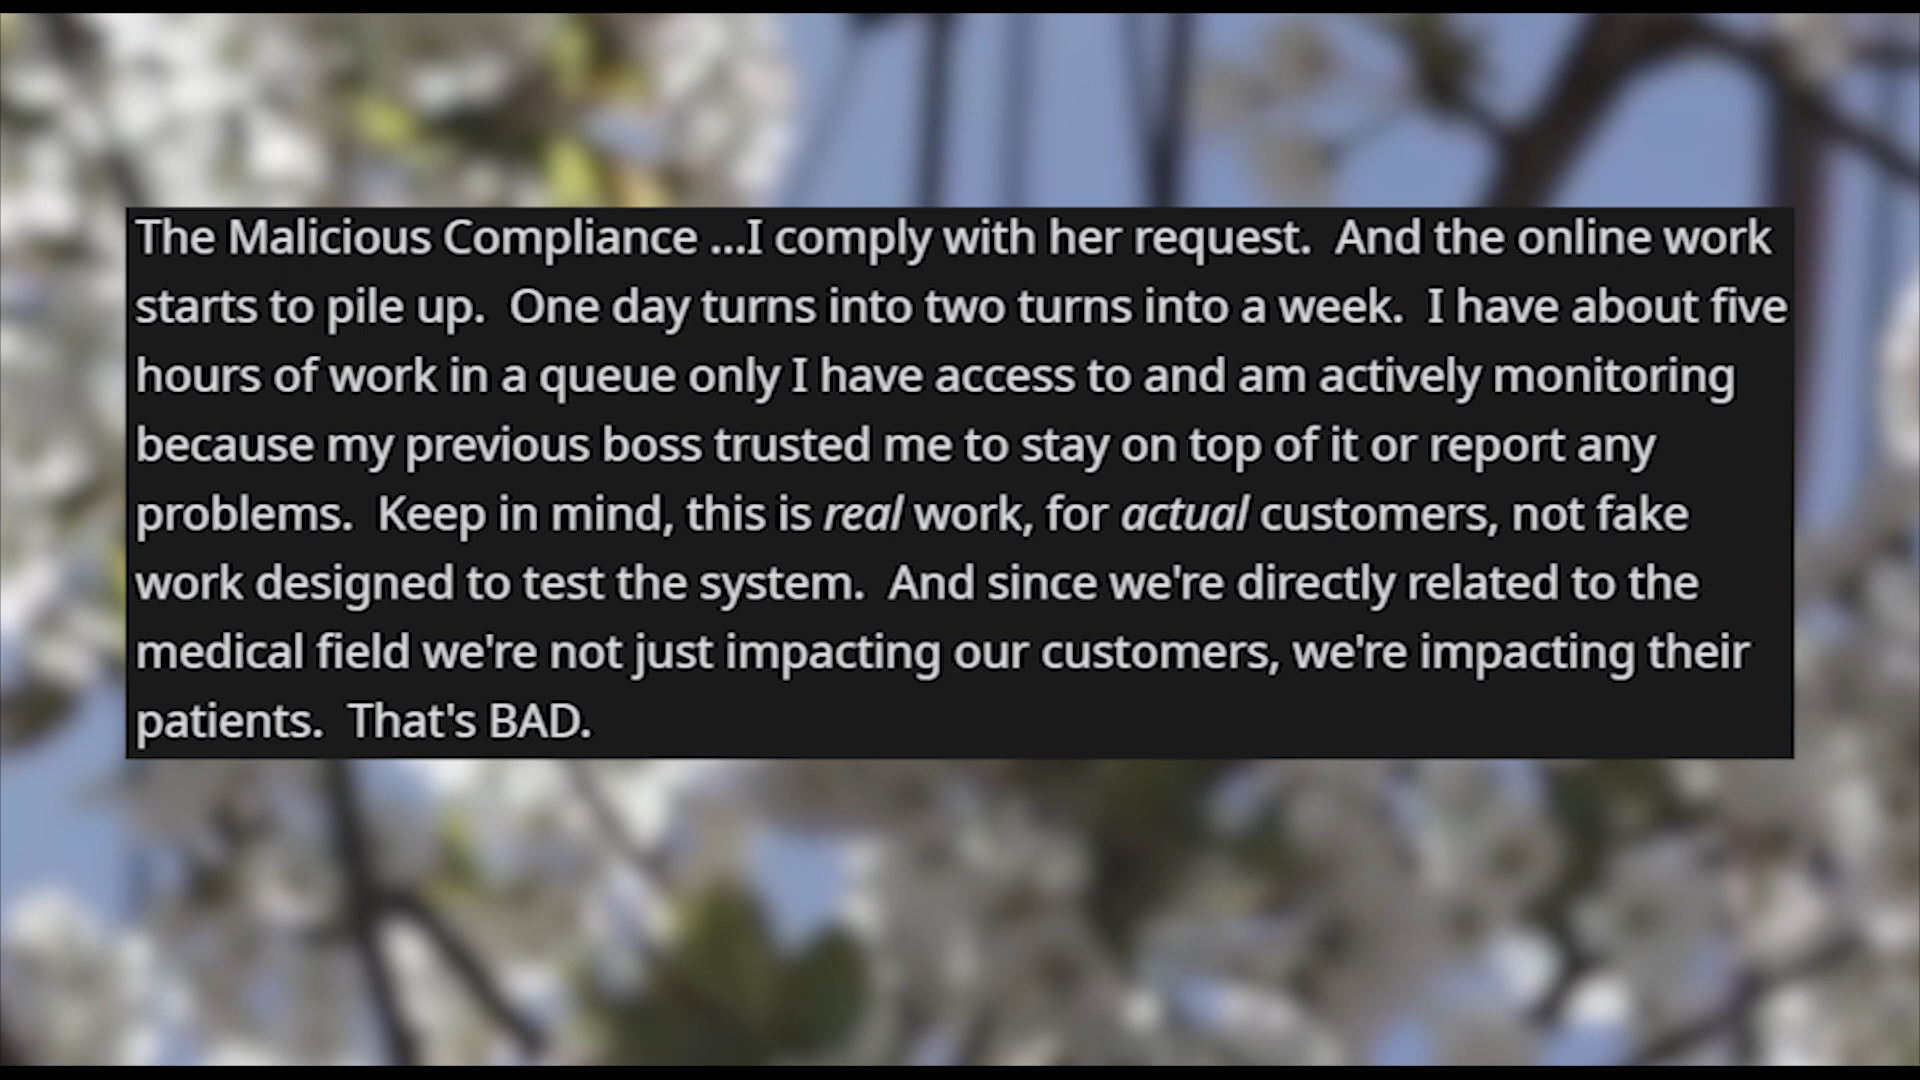 The Malicious Compliance ...I comply with her request.  And the online work
starts to pile up.  One day turns into two turns into a week.  I have about five
hours of work in a queue only I have access to and am actively monitoring
because my previous boss trusted me to stay on top of it or report any
problems.  Keep in mind, this is real work, for actual customers, not fake
work designed to test the system.  And since we're directly related to the
medical field we're not just impacting our customers, we're impacting their
patients.  That's BAD.